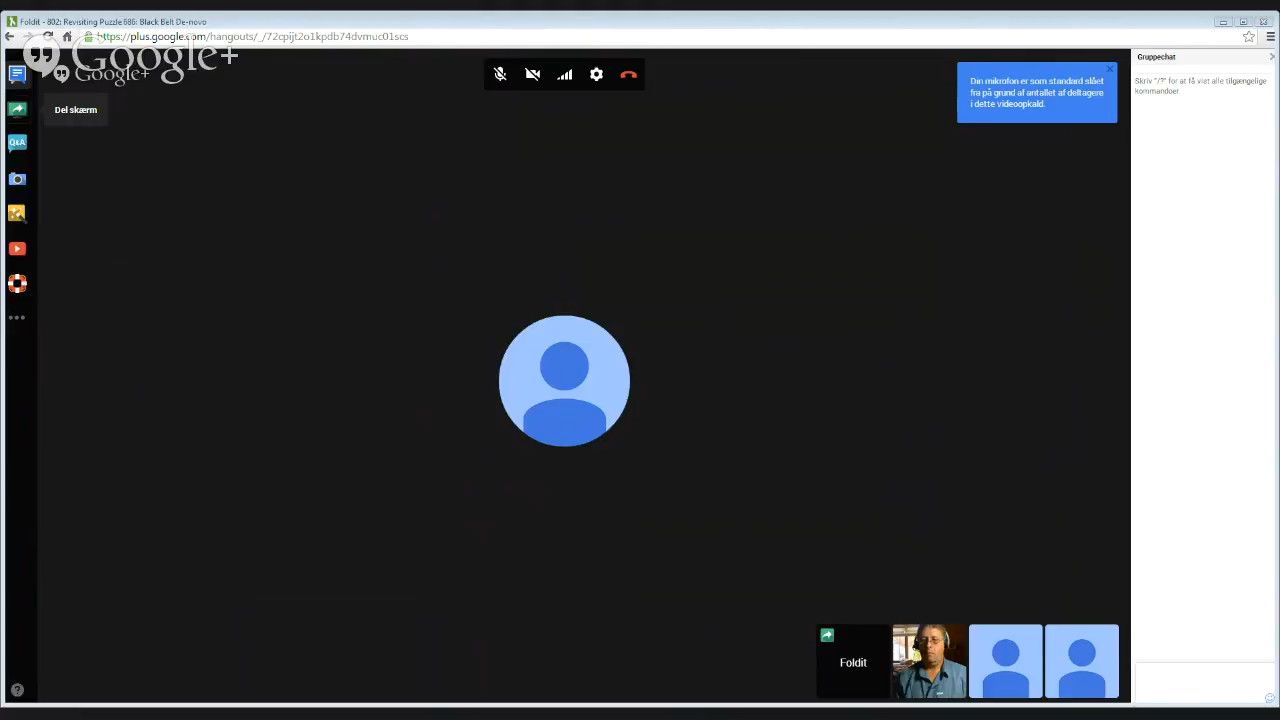 Foldit - 802: Revisiting Puzzle 686: Black Belt De-novo
https://plus.google.com/hangouts/_/72cpijt2o1kpdb74dvmuc01scs
Google+
Google+
Del skærm
Q&A
Din mikrofon er som standard slået
fra på grund af antallet af deltagere
i dette videoopkald.
Gruppechat
Skriv "/?" for at få vist alle tilgængelige
kommandoer
Foldit